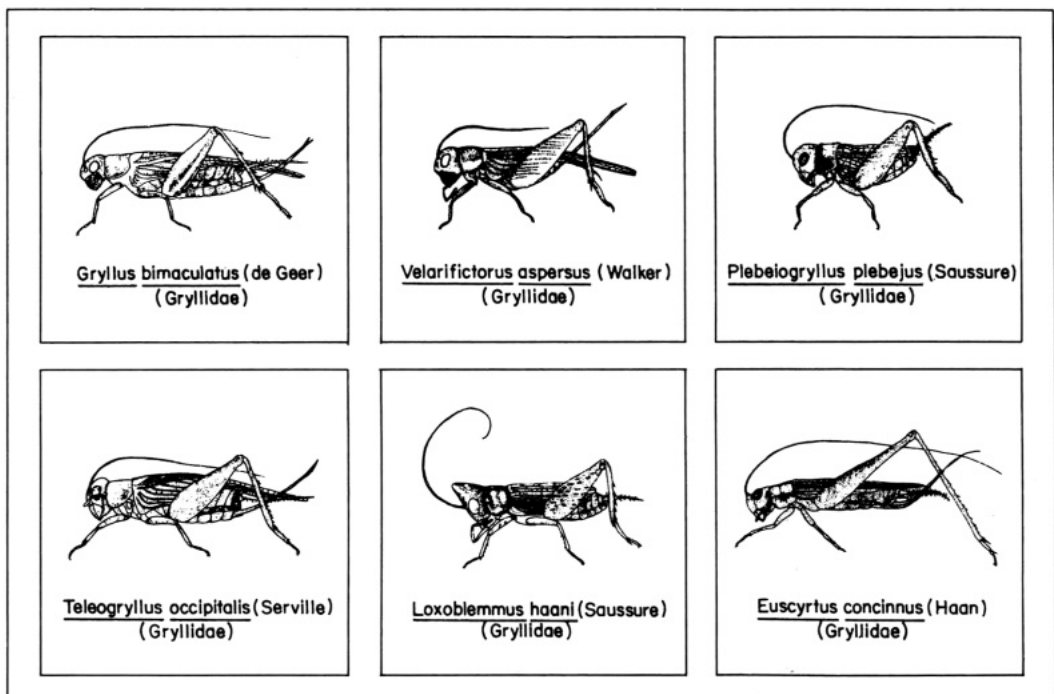 Gryllus bimaculatus (de Geer)
(Gryllidae)
Velarifictorus aspersus (Walker)
(Gryllidae)
Plebeiogryllus plebejus (Saussure)
(Gryllidae)
Teleogryllus occipitalis (Serville)
(Gryllidae)
Loxoblemmus haani (Saussure)
(Gryllidae)
Euscyrtus concinnus (Haan)
(Gryllidae)